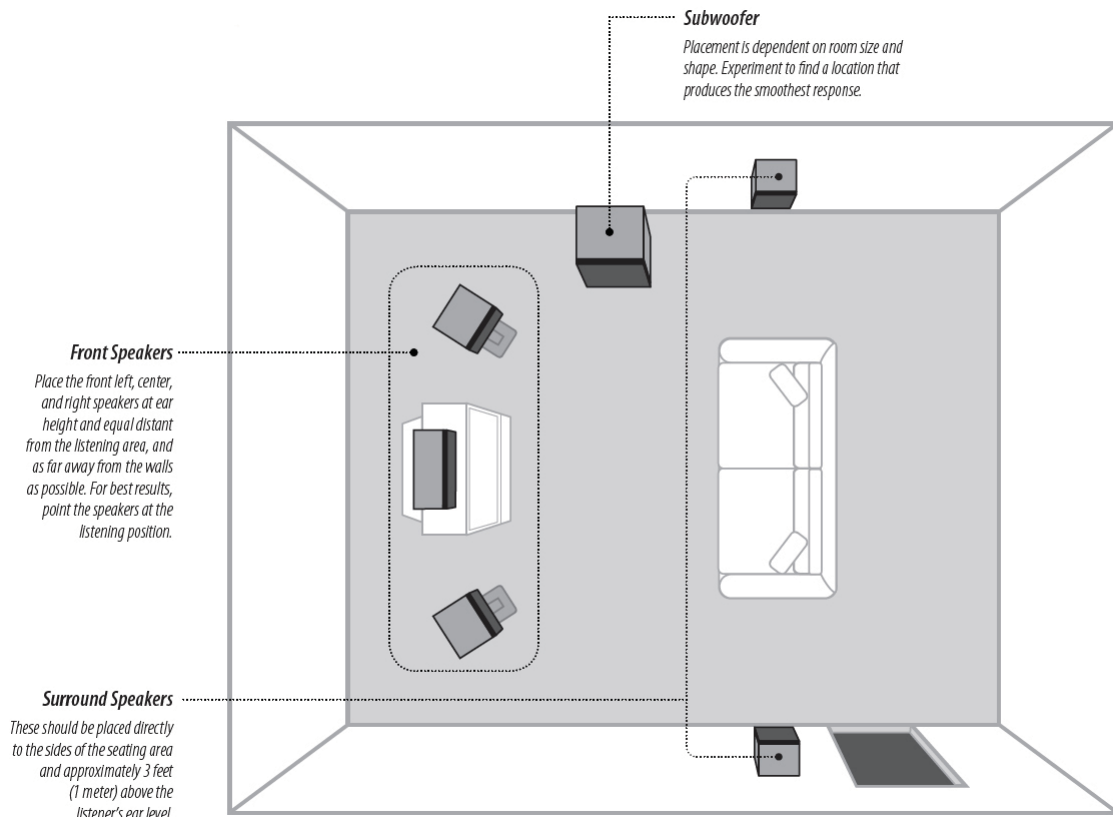 Subwoofer
Placement is dependent on room size and
shape. Experiment to find a location that
produces the smoothest response.
Front Speakers
Place the front left, center,
and right speakers at ear
height and equal distant
from the listening area, and
as far away from the walls
as possible. For best results,
point the speakers at the
listening position.
Surround Speakers
These should be placed directly
to the sides of the seating area
and approximately 3 feet
(1 meter) above the
listener's ear level.